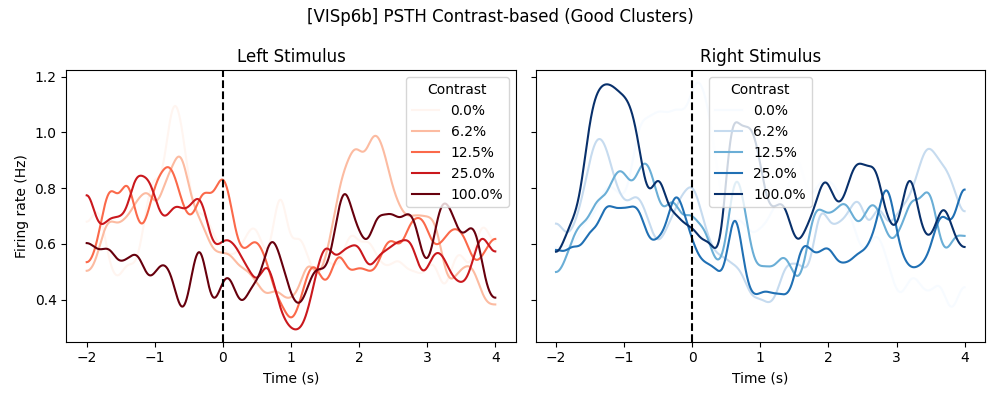 [VISp6b] PSTH Contrast-based (Good Clusters)
Left Stimulus
Right Stimulus
Firing rate (Hz)
1.2
1.0
0.8
0.6
0.4
Contrast
0.0%
6.2%
12.5%
25.0%
100.0%
Contrast
0.0%
6.2%
12.5%
25.0%
100.0%
−2 −1 0 1 2 3 4
−2 −1 0 1 2 3 4
Time (s)
Time (s)